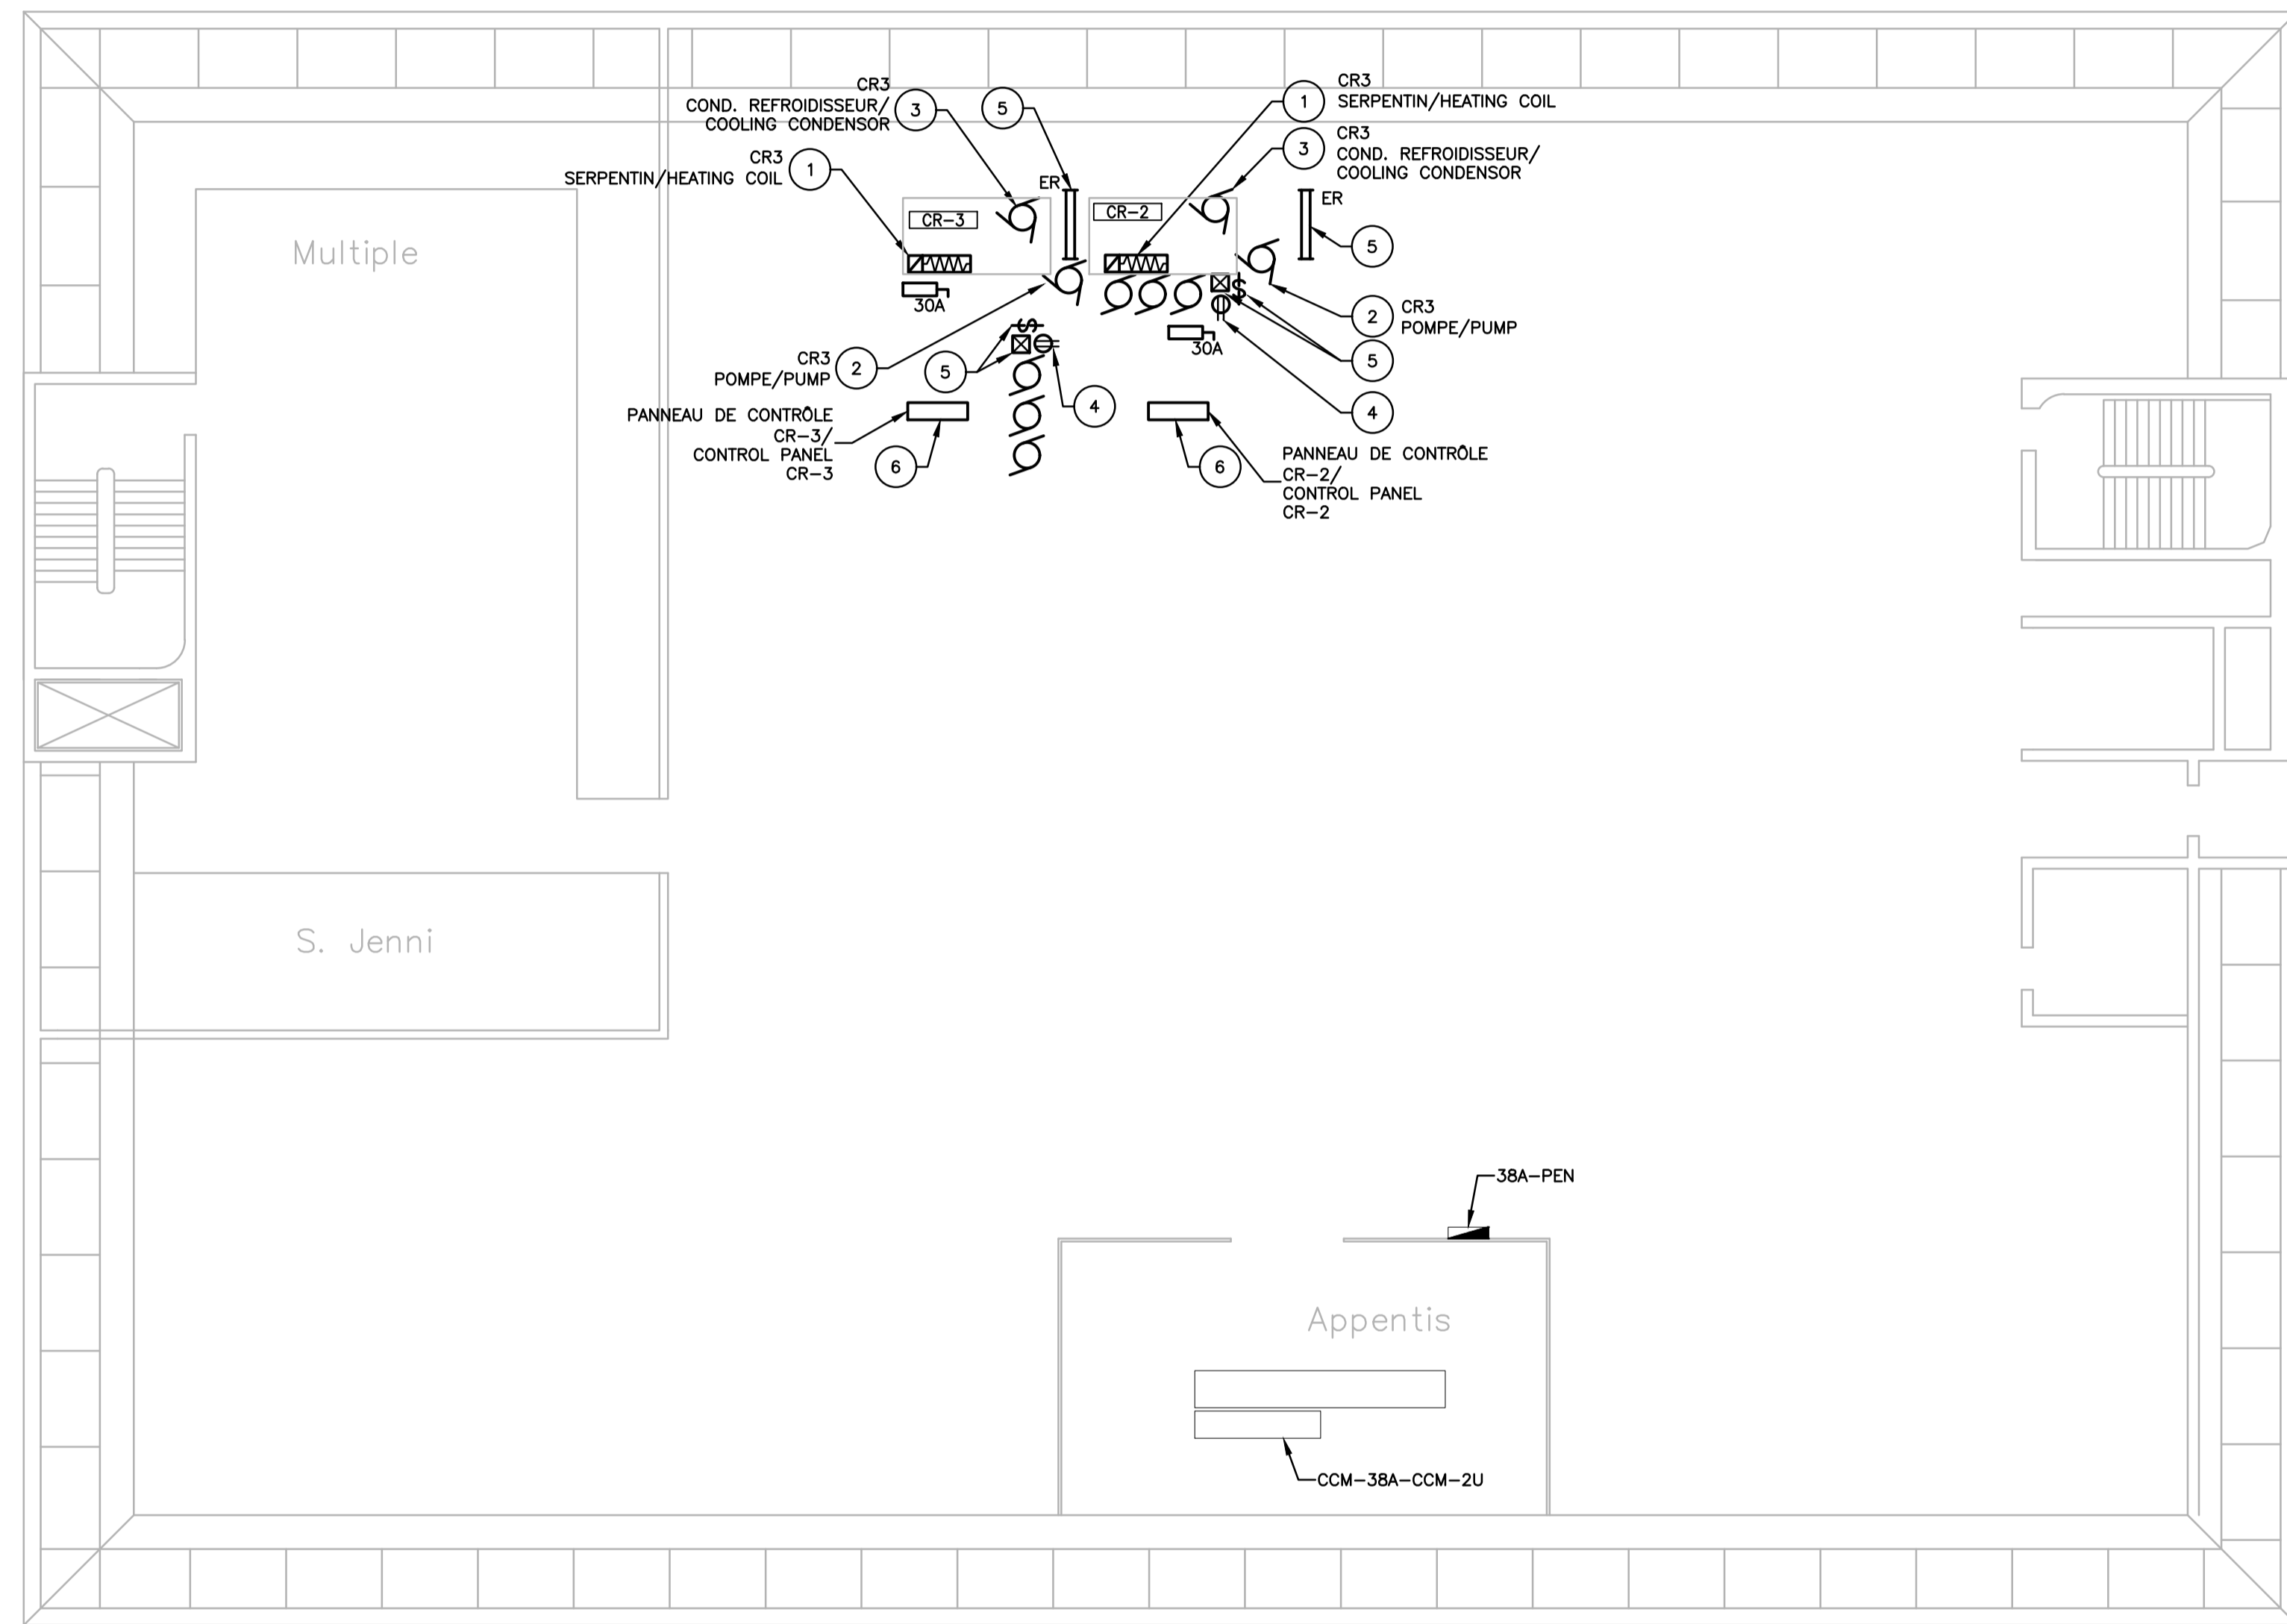 CR3
COND. REFROIDISSEUR/
COOLING CONDENSOR
3
5
1
CR3
SERPENTIN/HEATING COIL
CR3
SERPENTIN/HEATING COIL
1
3
CR3
COND. REFROIDISSEUR/
COOLING CONDENSOR
ER
ER
CR-3
CR-2
Multiple
5
30A
$
$
2
CR3
POMPE/PUMP
30A
CR3
POMPE/PUMP
2
5
5
4
4
PANNEAU DE CONTRÔLE
CR-3/
CONTROL PANEL
CR-3
6
6
PANNEAU DE CONTRÔLE
CR-2/
CONTROL PANEL
CR-2
S. Jenni
38A-PEN
Appentis
CCM-38A-CCM-2U